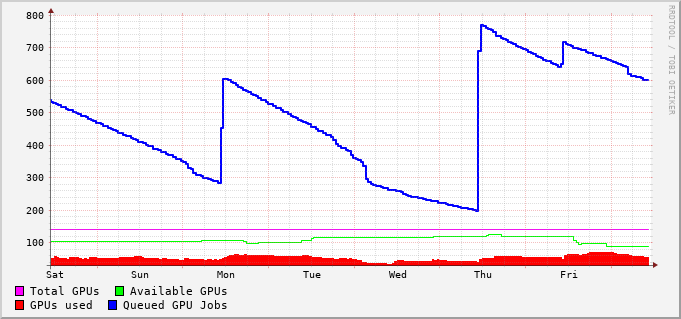 800
700
600
500
400
300
200
100
Sat Sun Mon Tue Wed Thu Fri
Total GPUs Available GPUs
GPUs used Queued GPU Jobs
RRDTOOL / TOBI OETIKER